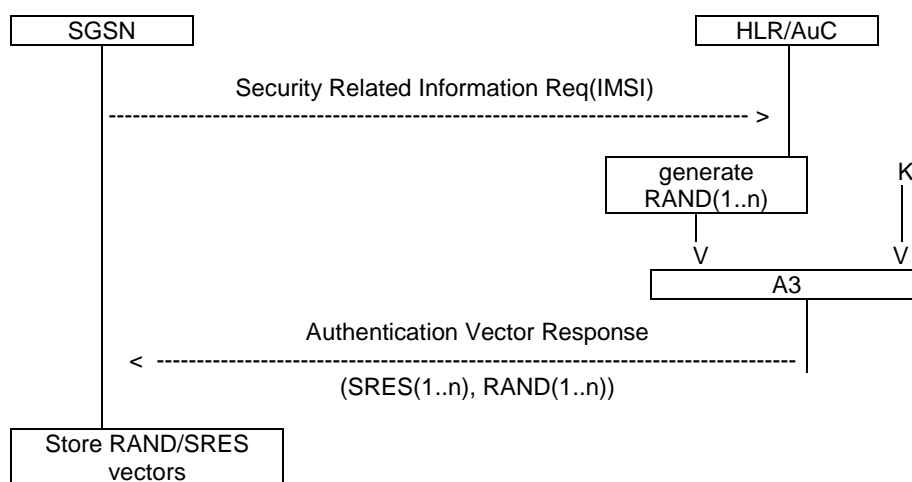 SGSN
HLR/AuC
Security Related Information Req(IMSI)
------------------------------------------------------------------------ >
generate
RAND(1..n)
K
V
V
A3
Authentication Vector Response
< ------------------------------------------------------------------------
(SRES(1..n), RAND(1..n))
Store RAND/SRES
vectors